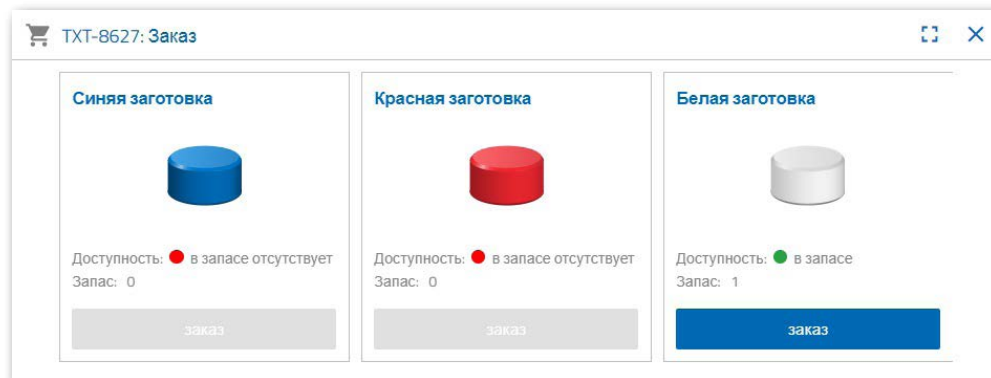 TXT-8627: Заказ
Синяя заготовка
Доступность: в запасе отсутствует
Запас: 0
заказ
Красная заготовка
Доступность: в запасе отсутствует
Запас: 0
заказ
Белая заготовка
Доступность: в запасе
Запас: 1
заказ